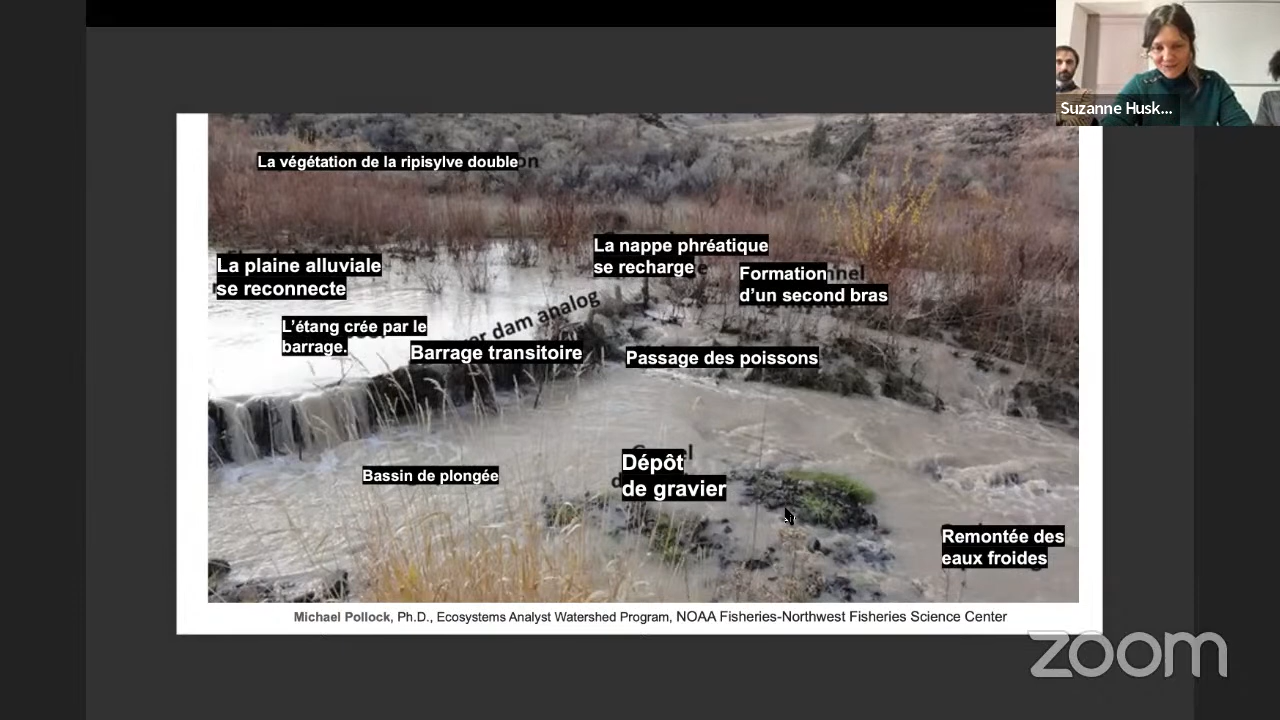 Suzanne Husk...
La végétation de la ripisylve double
La nappe phréatique
se recharge
La plaine alluviale
se reconnecte
Formation
d'un second bras
L'étang crée par le
barrage.
dam analog
Barrage transitoire
Passage des poissons
Dépôt
de gravier
Bassin de plongée
Remontée des
eaux froides
Michael Pollock, Ph.D., Ecosystems Analyst Watershed Program, NOAA Fisheries-Northwest Fisheries Science Center
zoom